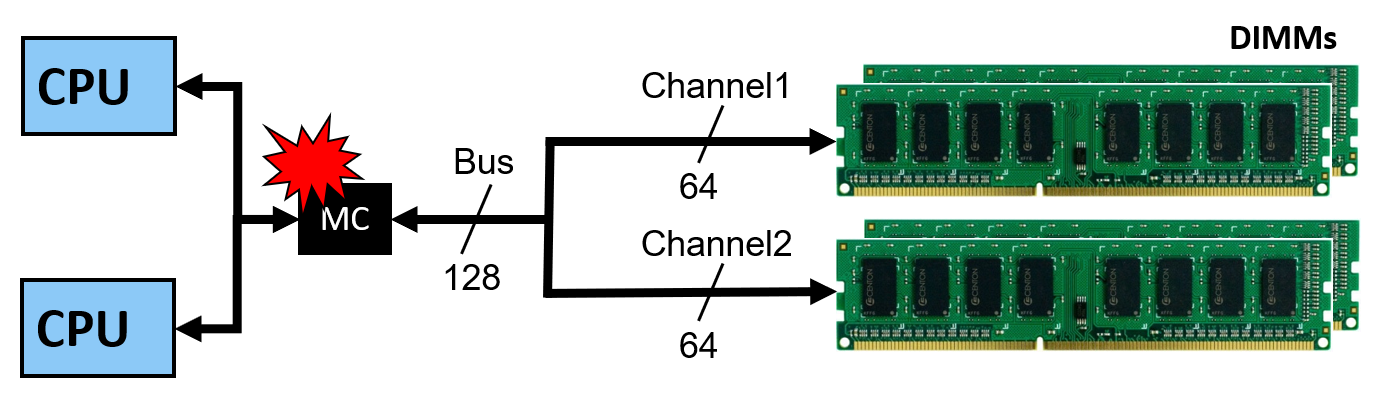 DIMMs
CPU
Channel1
64
Bus
128
MC
Channel2
64
CPU